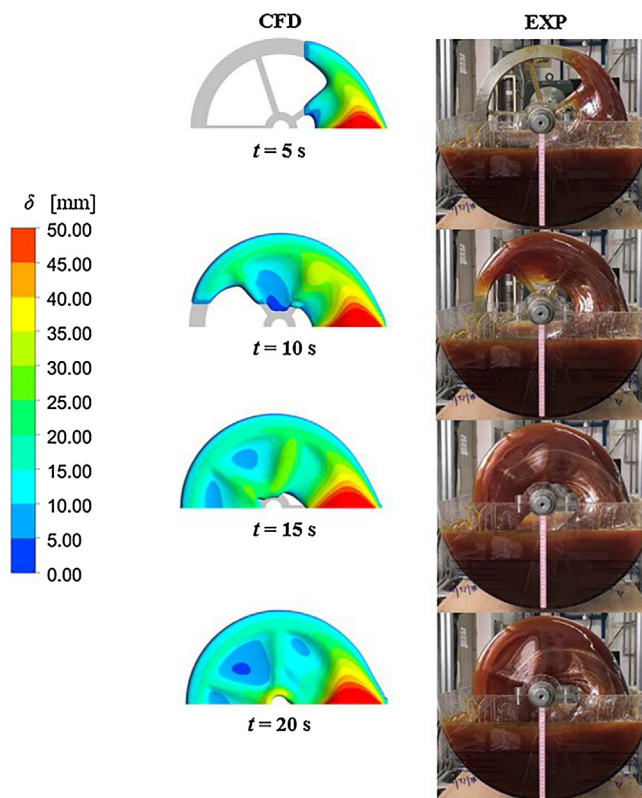 CFD
EXP
t = 5 s
δ [mm]
50.00
45.00
40.00
35.00
30.00
25.00
20.00
15.00
10.00
5.00
0.00
t = 10 s
t = 15 s
t = 20 s